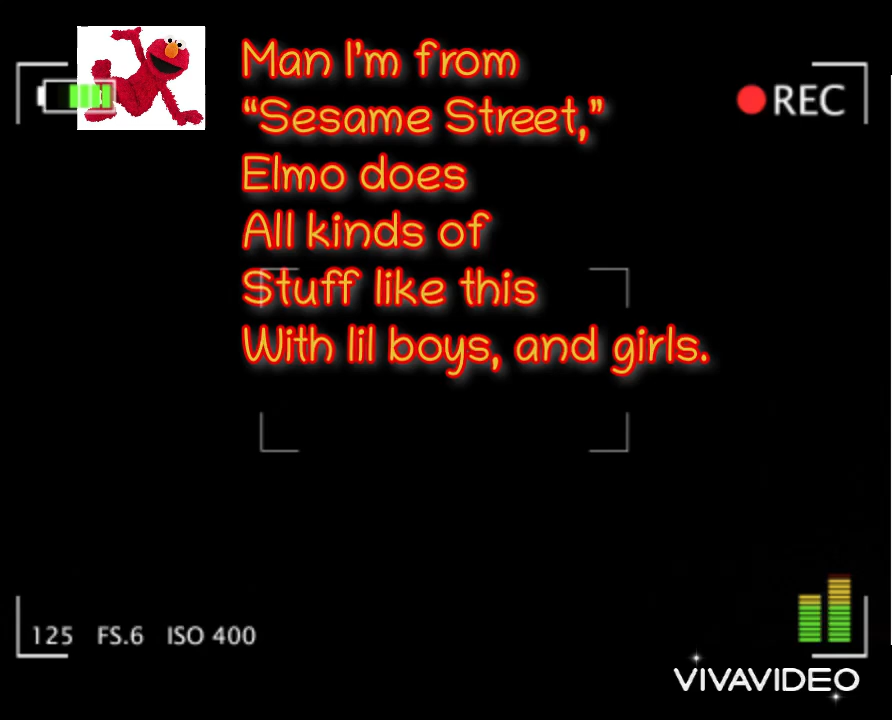 Man I'm from
“Sesame Street,”
Elmo does
All kinds of
Stuff like this
With lil boys, and girls.
REC
125 FS.6 ISO 400
VIVAVIDEO